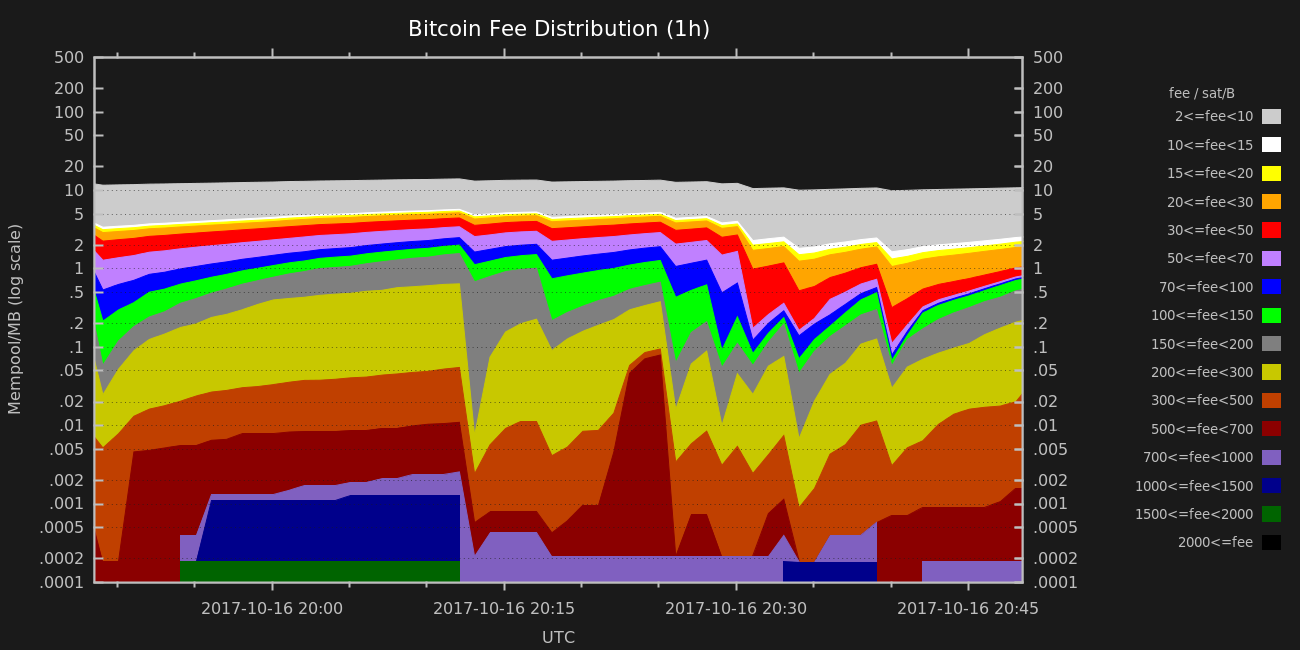 Bitcoin Fee Distribution (1h)
500
200
100
50
20
10
5
2
1
.5
.2
.1
.05
.02
.01
.005
.002
.001
.0005
.0002
.0001
Mempool/MB (log scale)
500
200
100
50
20
10
5
2
1
.5
.2
.1
.05
.02
.01
.005
.002
.001
.0005
.0002
.0001
2017-10-16 20:00
2017-10-16 20:15
2017-10-16 20:30
2017-10-16 20:45
UTC
fee / sat/B
2<=fee<10
10<=fee<15
15<=fee<20
20<=fee<30
30<=fee<50
50<=fee<70
70<=fee<100
100<=fee<150
150<=fee<200
200<=fee<300
300<=fee<500
500<=fee<700
700<=fee<1000
1000<=fee<1500
1500<=fee<2000
2000<=fee